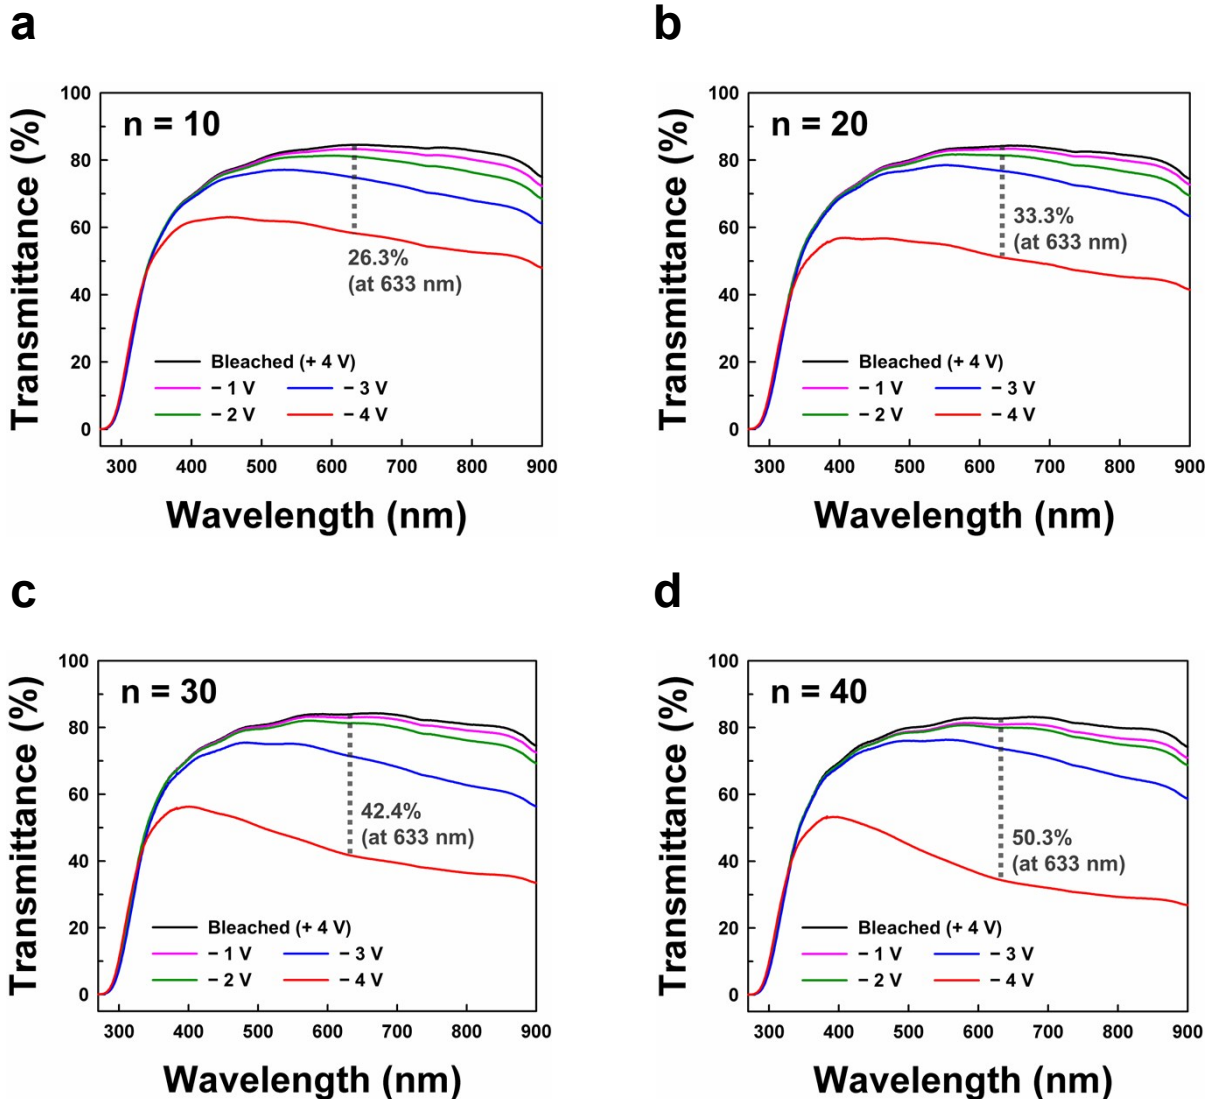 a
n = 10
Transmittance (%)
100
80
60
40
20
0
26.3%
(at 633 nm)
Bleached (+ 4 V)
− 1 V − 3 V
− 2 V − 4 V
300 400 500 600 700 800 900
Wavelength (nm)
b
n = 20
Transmittance (%)
100
80
60
40
20
0
33.3%
(at 633 nm)
Bleached (+ 4 V)
− 1 V − 3 V
− 2 V − 4 V
300 400 500 600 700 800 900
Wavelength (nm)
c
n = 30
Transmittance (%)
100
80
60
40
20
0
42.4%
(at 633 nm)
Bleached (+ 4 V)
− 1 V − 3 V
− 2 V − 4 V
300 400 500 600 700 800 900
Wavelength (nm)
d
n = 40
Transmittance (%)
100
80
60
40
20
0
50.3%
(at 633 nm)
Bleached (+ 4 V)
− 1 V − 3 V
− 2 V − 4 V
300 400 500 600 700 800 900
Wavelength (nm)